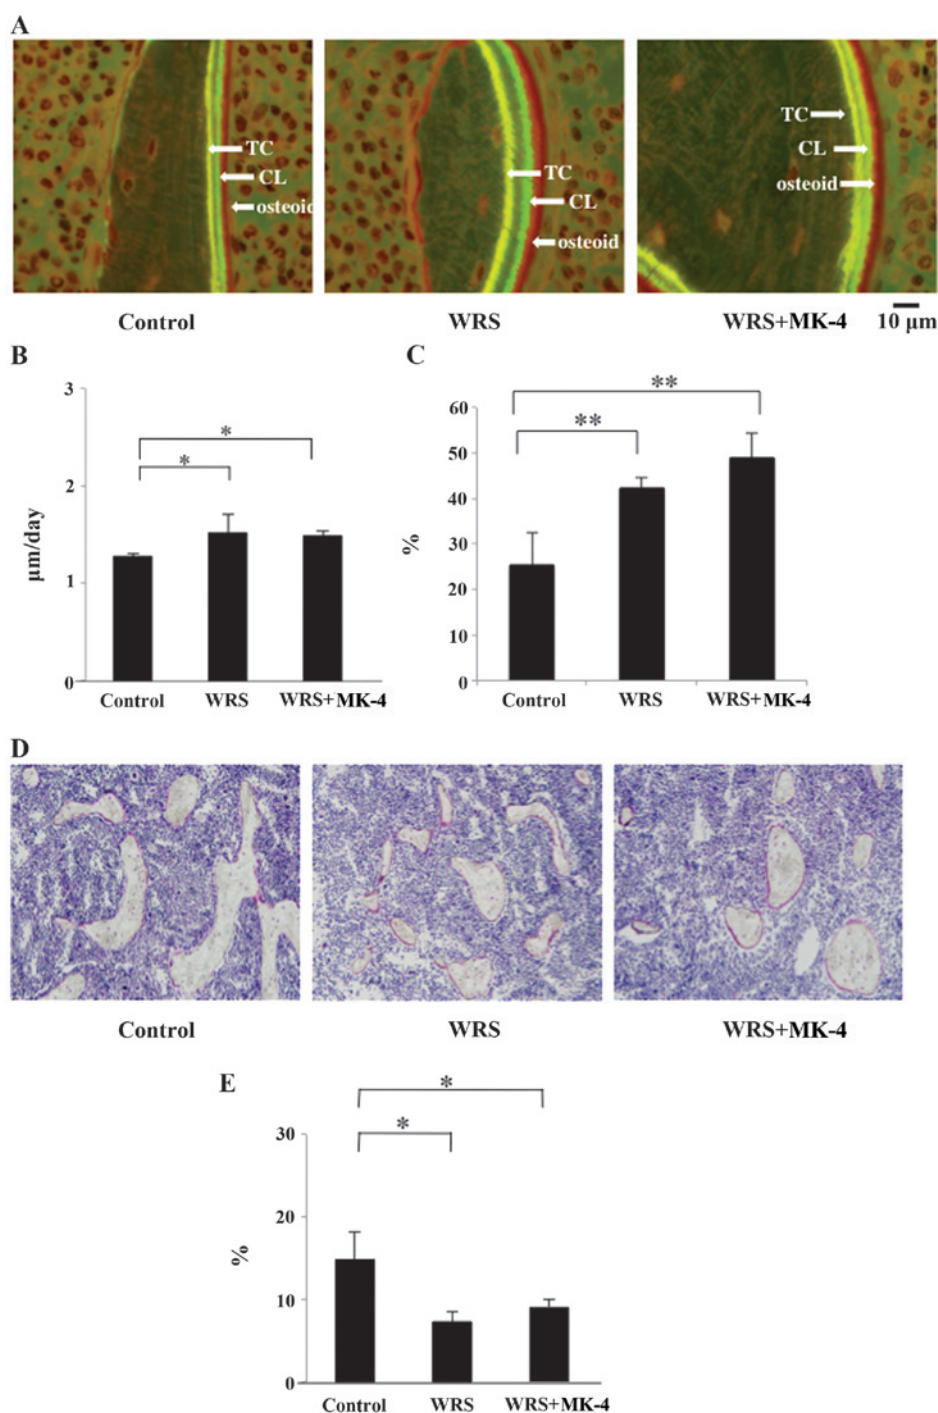 A
TC
CL
osteoid
TC
CL
osteoid
TC
CL
osteoid
Control
WRS
WRS+MK-4
10 μm
B
3
2
1
0
μm/day
*
*
Control
WRS
WRS+MK-4
C
60
50
40
30
20
10
0
%
**
**
Control
WRS
WRS+MK-4
D
Control
WRS
WRS+MK-4
E
30
20
10
0
%
*
*
Control
WRS
WRS+MK-4